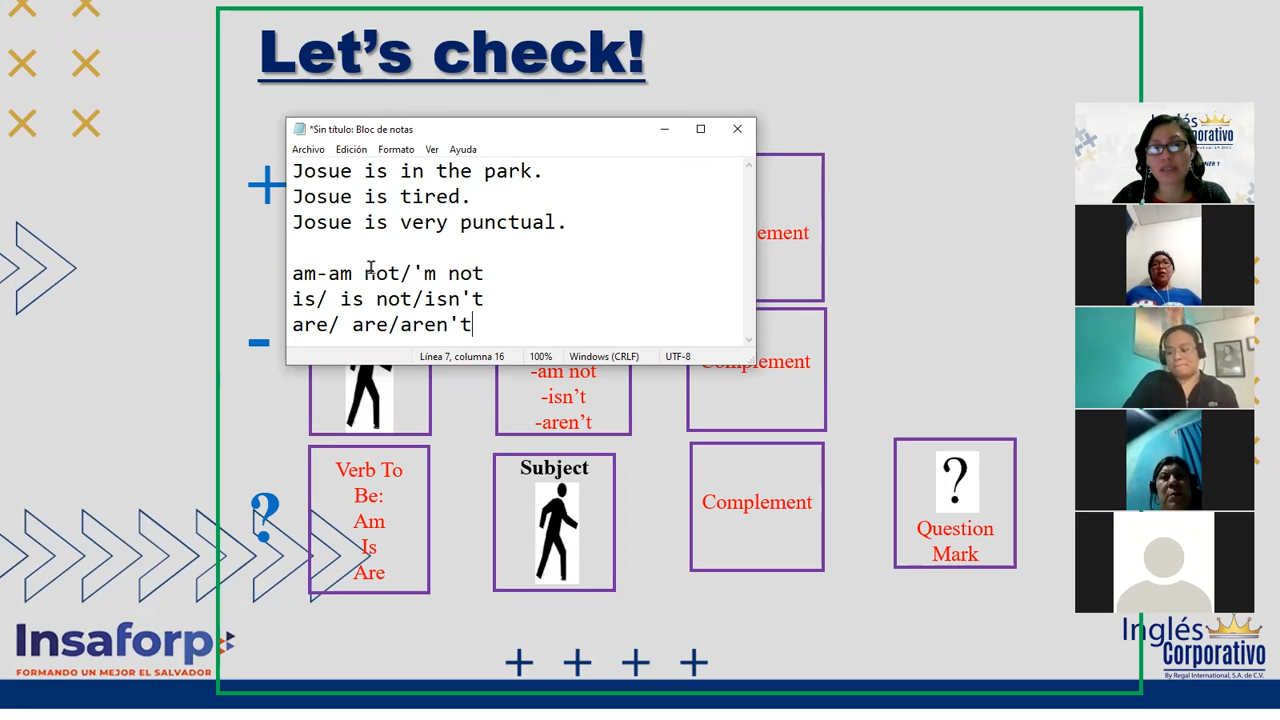 Let's check!
*Sin título: Bloc de notas
Archivo Edición Formato Ver Ayuda
Josue is in the park.
Josue is tired.
Josue is very punctual.
am-am not/'m not
is/ is not/isn't
are/ are/aren't
Línea 7, columna 16 100% Windows (CRLF) UTF-8
+
ement
-
-am not
-isn't
-aren't
Complement
?
Verb To
Be:
Am
Is
Are
Subject
Complement
?
Question
Mark
Insaforp
FORMANDO UN MEJOR EL SALVADOR
Inglés
Corporativo
By Regal International, S.A. de C.V.
Inglés
orporativo